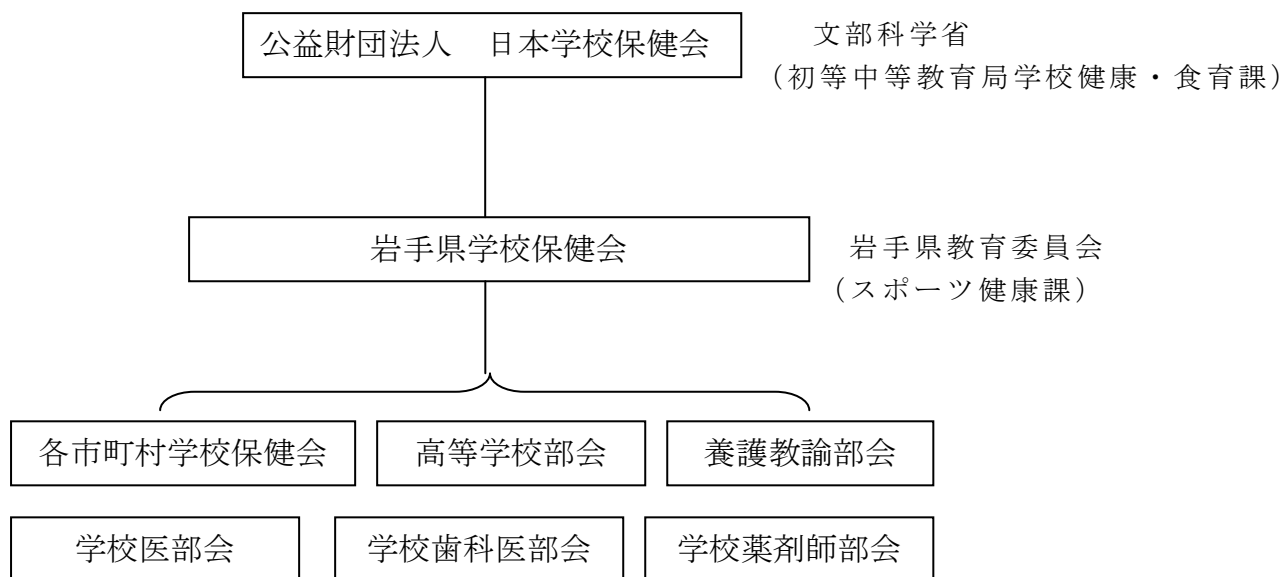 公益財団法人　日本学校保健会
文部科学省
（初等中等教育局学校健康・食育課）
岩手県学校保健会
岩手県教育委員会
（スポーツ健康課）
各市町村学校保健会
高等学校部会
養護教諭部会
学校医部会
学校歯科医部会
学校薬剤師部会